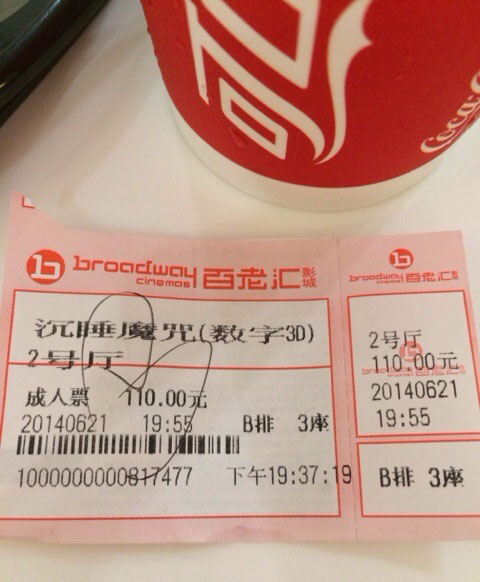 Coca-C
broadway
cinemas
百老汇
影城
沉睡魔咒(数字3D)
2号厅
成人票 110.00元
20140621 19:55 B排 3座
1000000000817477 下午19:37:19
broadway
cinemas
百老汇
2号厅
110.00元
20140621
19:55
B排 3座